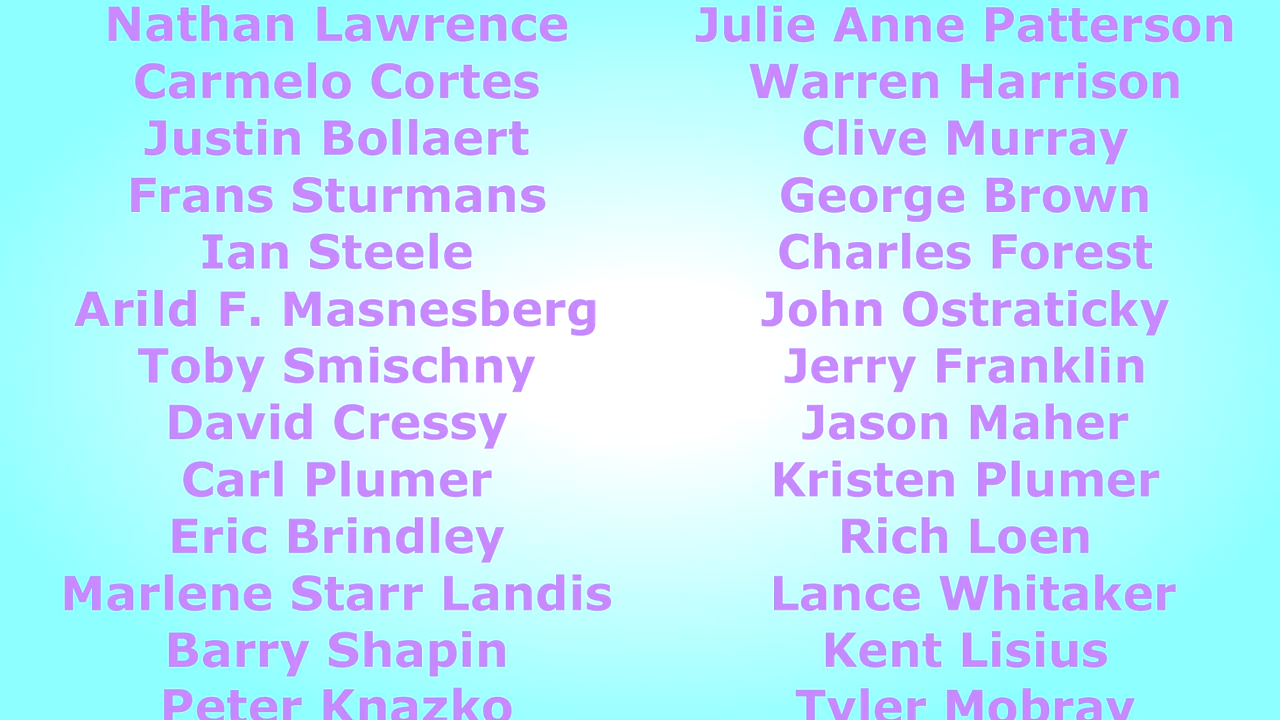 Nathan Lawrence
Carmelo Cortes
Justin Bollaert
Frans Sturmans
Ian Steele
Arild F. Masnesberg
Toby Smischny
David Cressy
Carl Plumer
Eric Brindley
Marlene Starr Landis
Barry Shapin
Peter Knazko
Julie Anne Patterson
Warren Harrison
Clive Murray
George Brown
Charles Forest
John Ostraticky
Jerry Franklin
Jason Maher
Kristen Plumer
Rich Loen
Lance Whitaker
Kent Lisius
Tyler Mobray